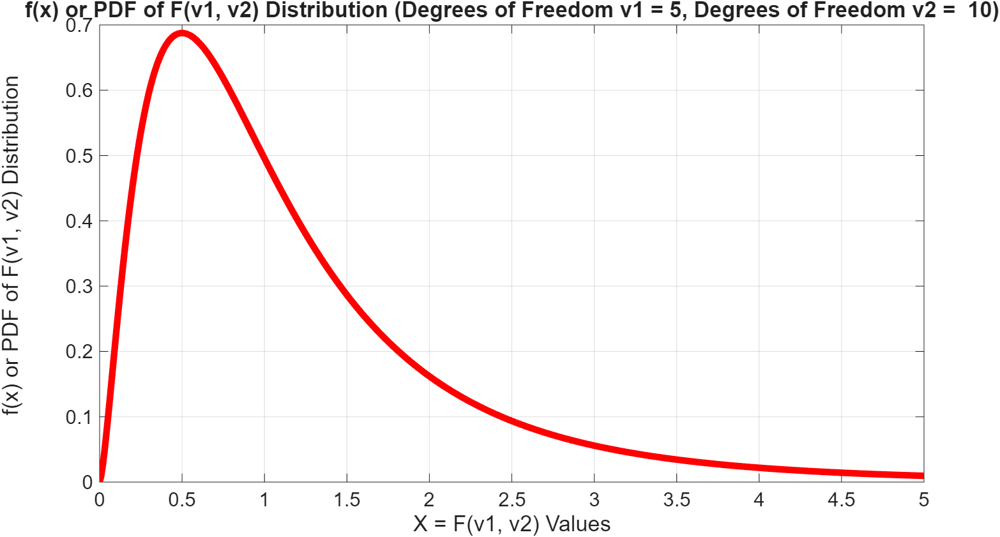 f(x) or PDF of F(v1, v2) Distribution (Degrees of Freedom v1 = 5, Degrees of Freedom v2 =  10)
f(x) or PDF of F(v1, v2) Distribution
0.7
0.6
0.5
0.4
0.3
0.2
0.1
0
0 0.5 1 1.5 2 2.5 3 3.5 4 4.5 5
X = F(v1, v2) Values